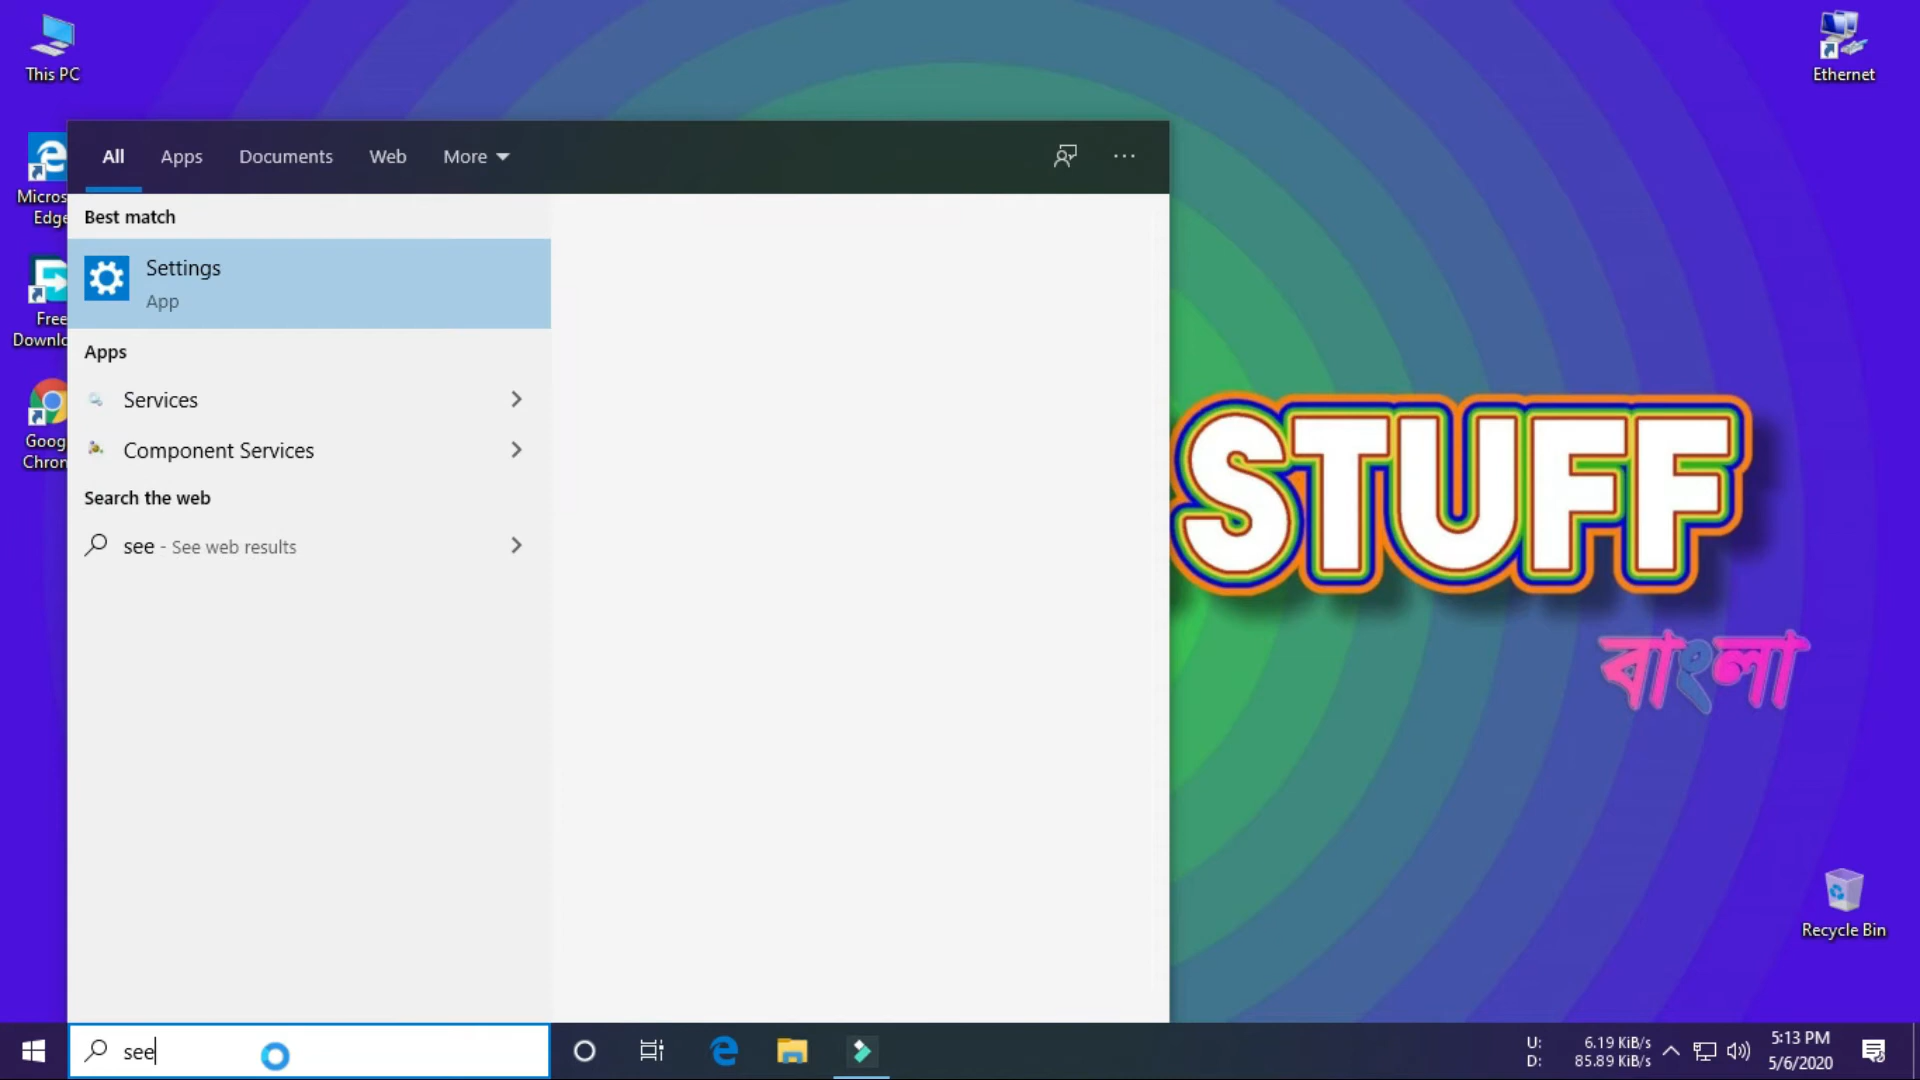 This PC
Ethernet
All Apps Documents Web More
Micros
Edge
Best match
Settings
App
Free
Downlo
Apps
Services
Component Services
Goog
Chrom
Search the web
see - See web results
STUFF
বাংলা
Recycle Bin
see
U: 6.19 KiB/s
D: 85.89 KiB/s
5:13 PM
5/6/2020